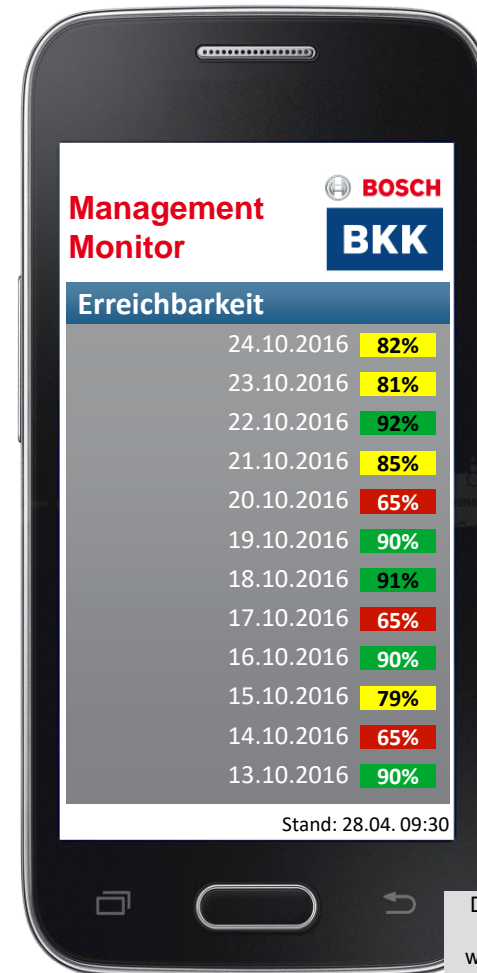 BOSCH
Management
Monitor
BKK
Erreichbarkeit
24.10.2016 82%
23.10.2016 81%
22.10.2016 92%
21.10.2016 85%
20.10.2016 65%
19.10.2016 90%
18.10.2016 91%
17.10.2016 65%
16.10.2016 90%
15.10.2016 79%
14.10.2016 65%
13.10.2016 90%
Stand: 28.04. 09:30